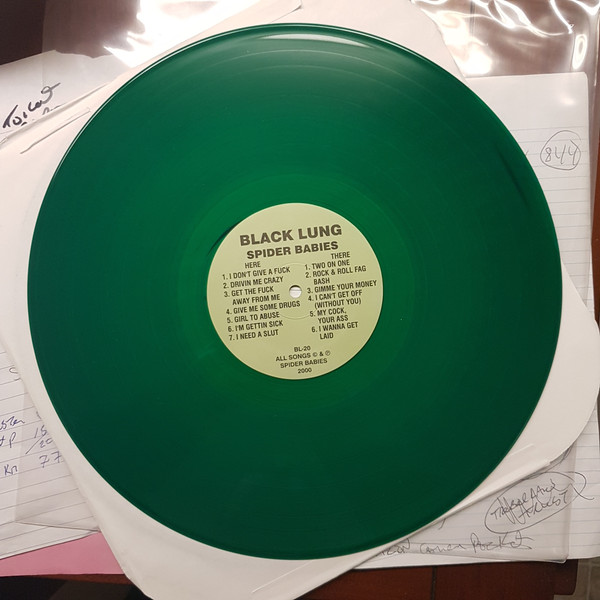 844
BLACK LUNG
SPIDER BABIES
HERE
1. I DON'T GIVE A FUCK
2. DRIVIN ME CRAZY
3. GET THE FUCK
AWAY FROM ME
4. GIVE ME SOME DRUGS
5. GIRL TO ABUSE
6. I'M GETTIN SICK
7. I NEED A SLUT
THERE
1. TWO ON ONE
2. ROCK & ROLL FAG
BASH
3. GIMME YOUR MONEY
4. I CAN'T GET OFF
(WITHOUT YOU)
5. MY COCK,
YOUR ASS
6. I WANNA GET
LAID
BL-20
ALL SONGS © & ℗
SPIDER BABIES
2000
77